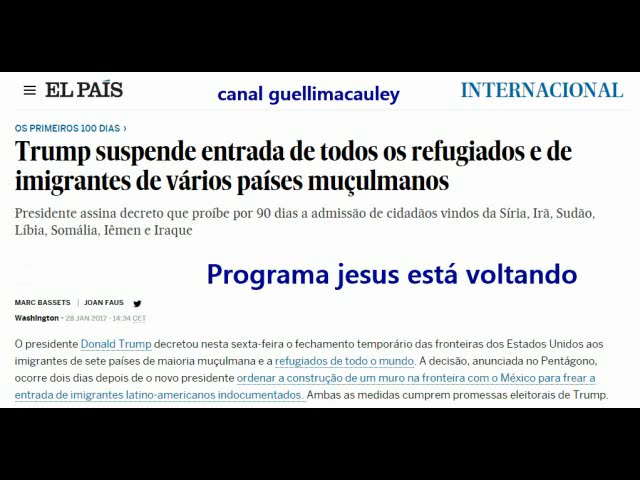 EL PAÍS
canal guellimacauley
INTERNACIONAL
OS PRIMEIROS 100 DIAS ›
Trump suspende entrada de todos os refugiados e de
imigrantes de vários países muçulmanos
Presidente assina decreto que proíbe por 90 dias a admissão de cidadãos vindos da Síria, Irã, Sudão,
Líbia, Somália, Iêmen e Iraque
Programa jesus está voltando
MARC BASSETS | JOAN FAUS
Washington - 28 JAN 2017 - 14:34 CET
O presidente Donald Trump decretou nesta sexta-feira o fechamento temporário das fronteiras dos Estados Unidos aos
imigrantes de sete países de maioria muçulmana e a refugiados de todo o mundo. A decisão, anunciada no Pentágono,
ocorre dois dias depois de o novo presidente ordenar a construção de um muro na fronteira com o México para frear a
entrada de imigrantes latino-americanos indocumentados. Ambas as medidas cumprem promessas eleitorais de Trump.